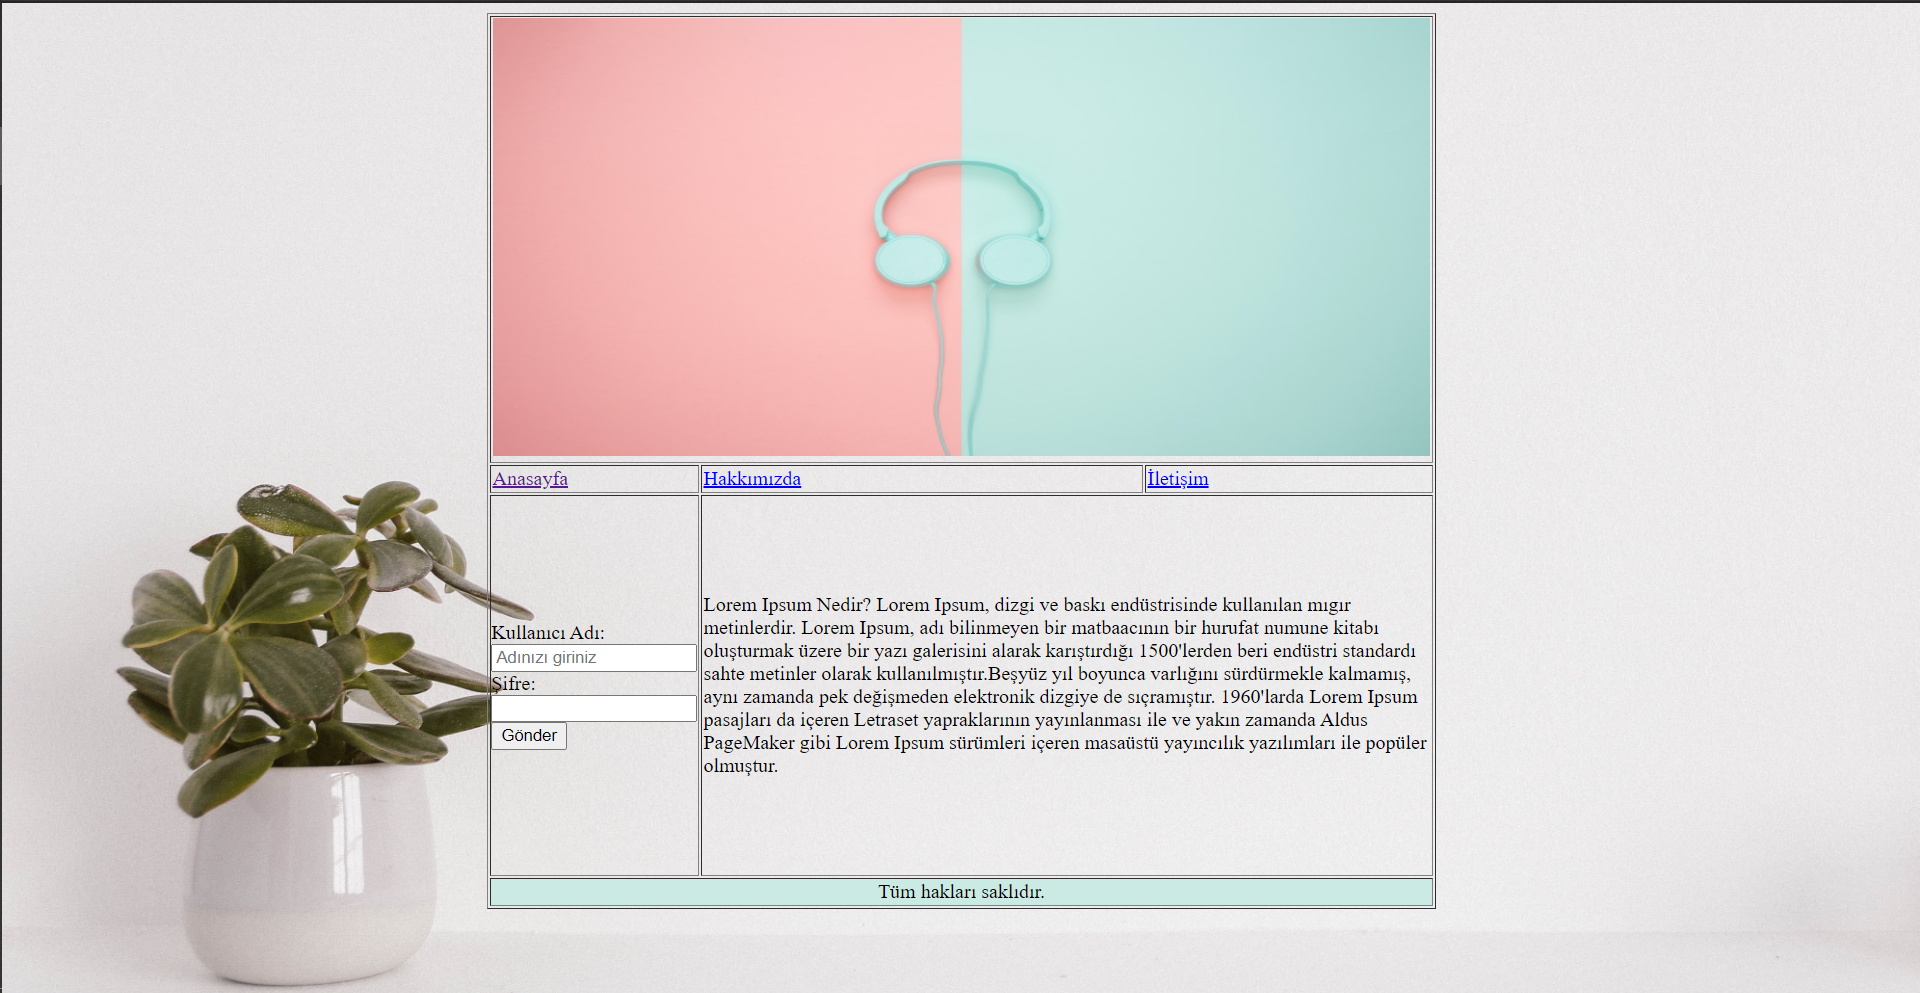 Anasayfa Hakkımızda İletişim
Kullanıcı Adı:
Adınızı giriniz
Şifre:
Gönder
Lorem Ipsum Nedir? Lorem Ipsum, dizgi ve baskı endüstrisinde kullanılan mıgır
metinlerdir. Lorem Ipsum, adı bilinmeyen bir matbaacının bir hurufat numune kitabı
oluşturmak üzere bir yazı galerisini alarak karıştırdığı 1500'lerden beri endüstri standardı
sahte metinler olarak kullanılmıştır.Beşyüz yıl boyunca varlığını sürdürmekle kalmamış,
aynı zamanda pek değişmeden elektronik dizgiye de sıçramıştır. 1960'larda Lorem Ipsum
pasajları da içeren Letraset yapraklarının yayınlanması ile ve yakın zamanda Aldus
PageMaker gibi Lorem Ipsum sürümleri içeren masaüstü yayıncılık yazılımları ile popüler
olmuştur.
Tüm hakları saklıdır.